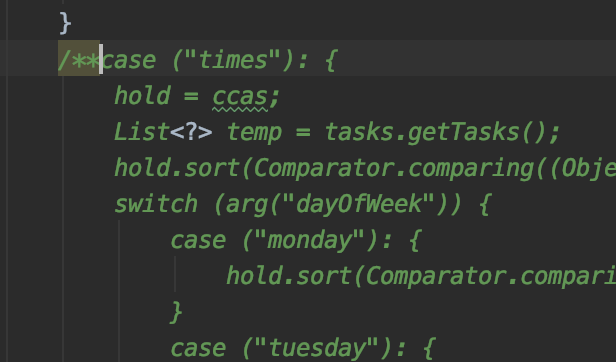 }
/**case ("times"): {
hold = ccas;
List<?> temp = tasks.getTasks();
hold.sort(Comparator.comparing((Obje
switch (arg("dayOfWeek")) {
case ("monday"): {
hold.sort(Comparator.compari
}
case ("tuesday"): {